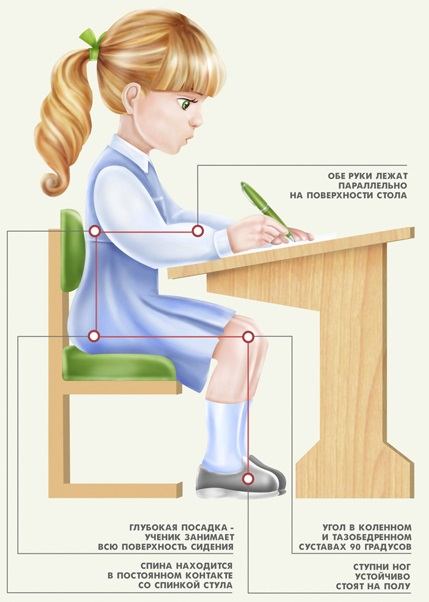 ОБЕ РУКИ ЛЕЖАТ
ПАРАЛЛЕЛЬНО
НА ПОВЕРХНОСТИ СТОЛА
ГЛУБОКАЯ ПОСАДКА -
УЧЕНИК ЗАНИМАЕТ
ВСЮ ПОВЕРХНОСТЬ СИДЕНИЯ
СПИНА НАХОДИТСЯ
В ПОСТОЯННОМ КОНТАКТЕ
СО СПИНКОЙ СТУЛА
УГОЛ В КОЛЕННОМ
И ТАЗОБЕДРЕННОМ
СУСТАВАХ 90 ГРАДУСОВ
СТУПНИ НОГ
УСТОЙЧИВО
СТОЯТ НА ПОЛУ